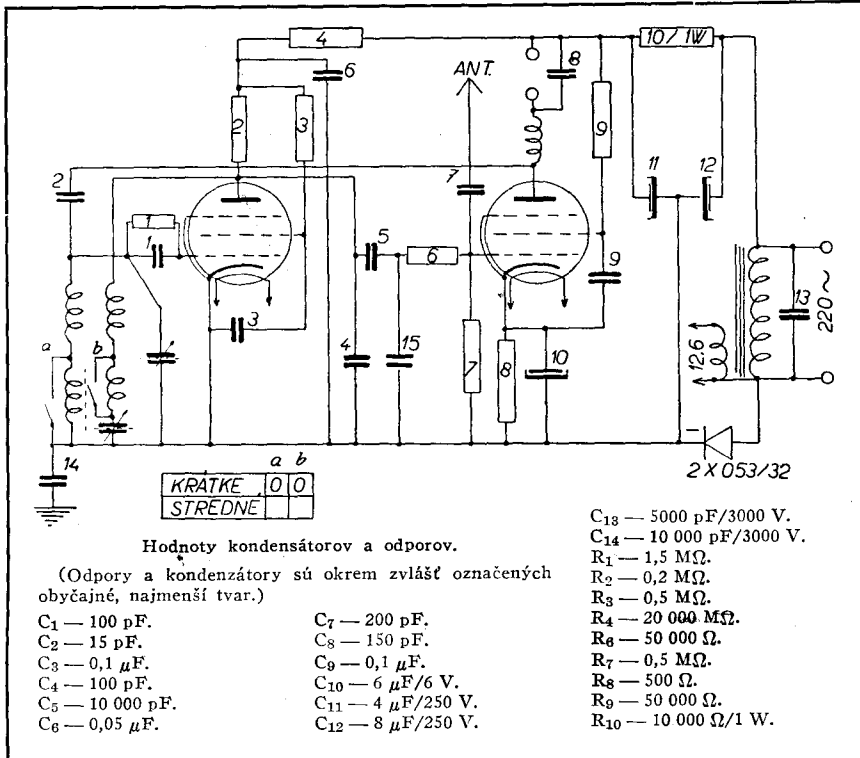 4
10/1W
6
ANT.
8
2
3
9
2
7
11
12
1
1
5
6
9
13
220 ~
3
4
15
7
8
10
12.6
a
b
2 X 053/32
14
a b
KRÁTKE 0 0
STREDNÉ
Hodnoty kondensátorov a odporov.
(Odpory a kondenzátory sú okrem zvlášť označených
obyčajné, najmenší tvar.)
C1 — 100 pF.
C2 — 15 pF.
C3 — 0,1 μF.
C4 — 100 pF.
C5 — 10 000 pF.
C6 — 0,05 μF.
C7 — 200 pF.
C8 — 150 pF.
C9 — 0,1 μF.
C10 — 6 μF/6 V.
C11 — 4 μF/250 V.
C12 — 8 μF/250 V.
C13 — 5000 pF/3000 V.
C14 — 10 000 pF/3000 V.
R1 — 1,5 MΩ.
R2 — 0,2 MΩ.
R3 — 0,5 MΩ.
R4 — 20 000 MΩ.
R6 — 50 000 Ω.
R7 — 0,5 MΩ.
R8 — 500 Ω.
R9 — 50 000 Ω.
R10 — 10 000 Ω/1 W.